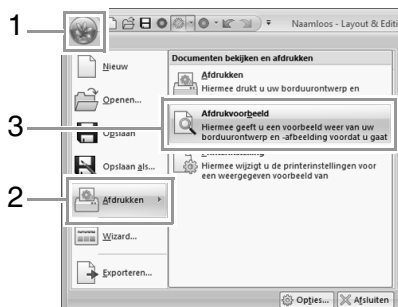 1
Naamloos - Layout & Editi
Documenten bekijken en afdrukken
Nieuw
Afdrukken
Hiermee drukt u uw borduurontwerp en
Openen...
3
Afdrukvoorbeeld
Hiermee geeft u een voorbeeld weer van uw
borduurontwerp en -afbeelding voordat u gaat
Opslaan
Opslaan als...
Hiermee wijzigt u de printerinstellingen voor
een weergegeven voorbeeld van
2
Afdrukken
Wizard...
Exporteren...
Opties...
Afsluiten